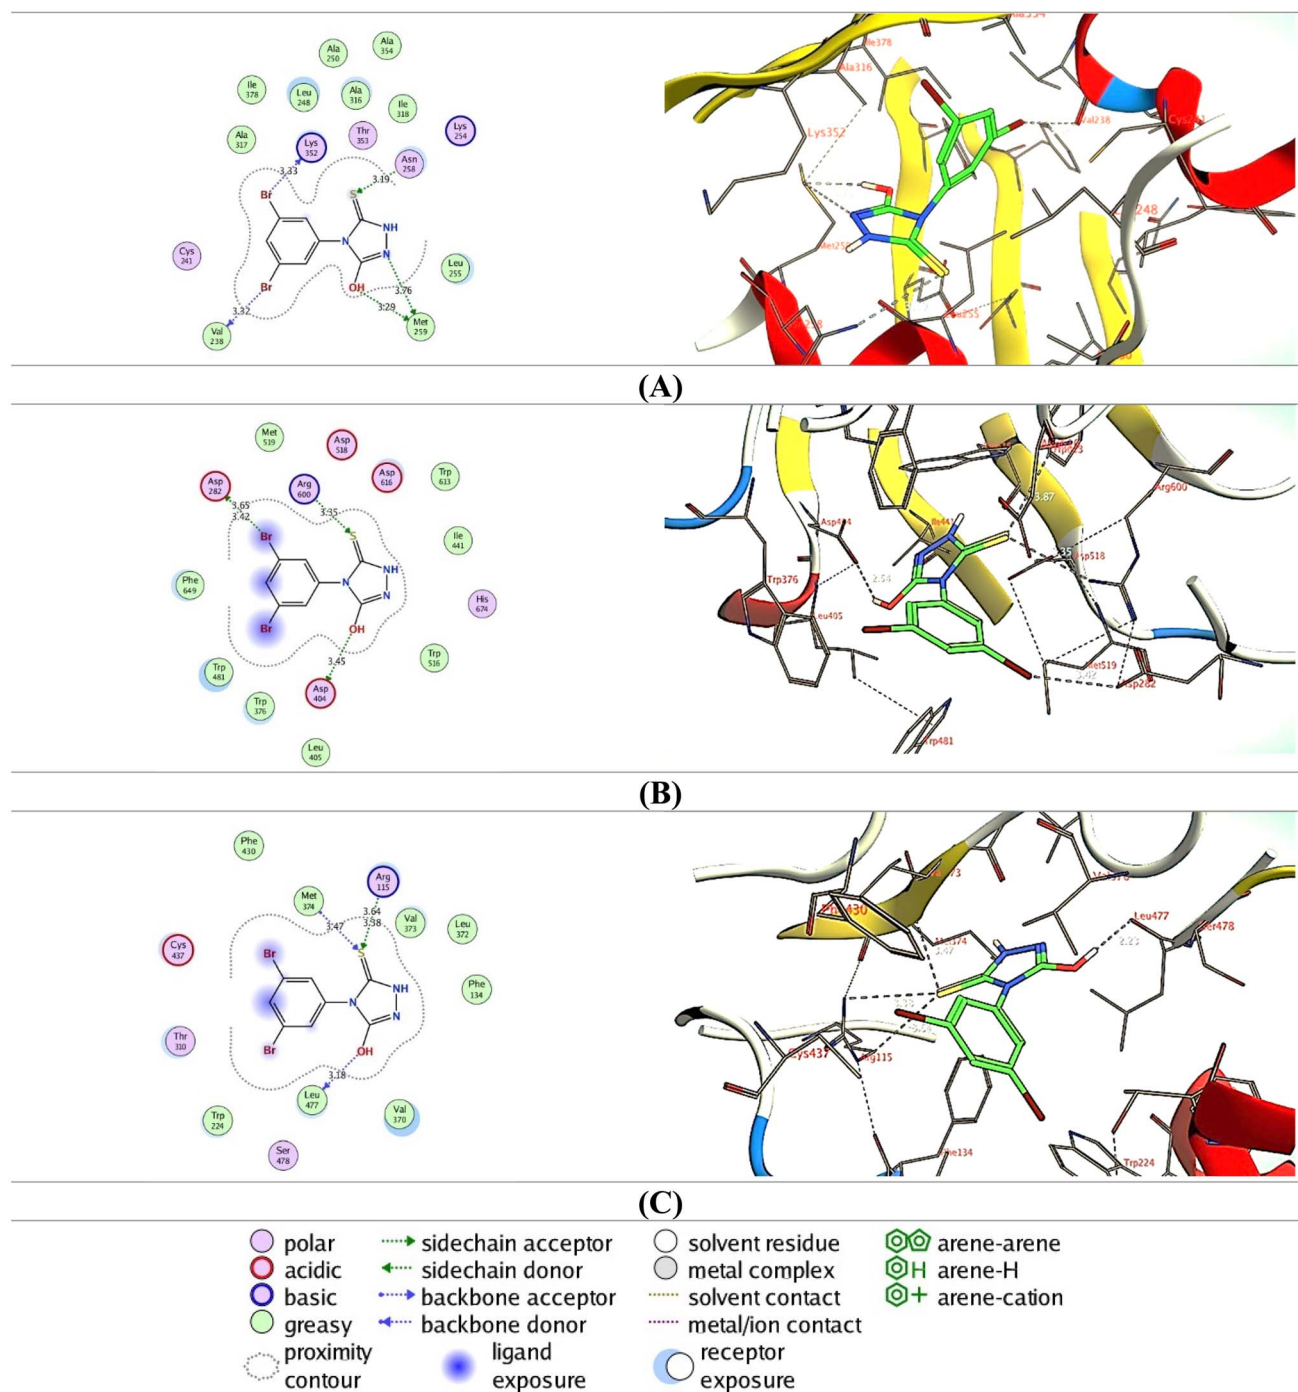 Ala 354
Ala 250
Ile 378
Leu 248
Ala 316
Ile 318
Ala 317
Lys 352
Thr 353
Lys 254
Asn 258
3.33
3.19
Br
S
NH
N
N
Cys 241
Leu 255
Br
OH
3.76
3.32
3.29
Val 238
Met 259
Ala316
Lys352
Val238
Cys241
(A)
Met 519
Asp 518
Asp 282
Arg 600
Asp 616
Trp 613
3.65
3.42
3.35
Br
S
Ile 441
Phe 649
N
NH
N
His 674
Br
OH
Trp 481
3.45
Trp 516
Trp 376
Asp 404
Leu 405
3.87
Arg600
Trp376
2.54
Leu405
Met519
Asp282
Trp481
(B)
Phe 430
Arg 115
Met 374
3.64
3.38
3.47
Val 373
Leu 372
Cys 437
Br
S
NH
N
N
Phe 134
Thr 310
Br
OH
3.18
Leu 477
Val 370
Trp 224
Ser 478
Leu477
2.23
Cys437
Trp224
(C)
polar sidechain acceptor solvent residue arene-arene
acidic sidechain donor metal complex H arene-H
basic backbone acceptor solvent contact + arene-cation
greasy backbone donor metal/ion contact
proximity contour ligand exposure receptor exposure